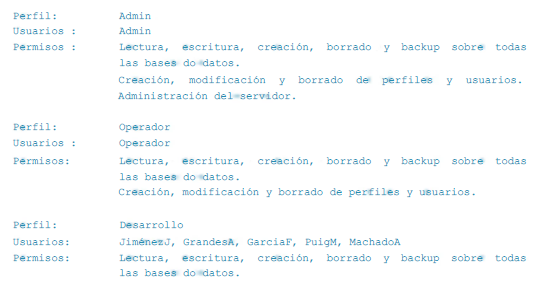 Perfil: Admin
Usuarios : Admin
Permisos : Lectura, escritura, creación, borrado y backup sobre todas
las bases do datos.
Creación, modificación y borrado de perfiles y usuarios.
Administración del servidor.
Perfil: Operador
Usuarios : Operador
Permisos: Lectura, escritura, creación, borrado y backup sobre todas
las bases do datos.
Creación, modificación y borrado de perfiles y usuarios.
Perfil: Desarrollo
Usuarios: JiménezJ, GrandesA, GarciaF, PuigM, MachadoA
Permisos: Lectura, escritura, creación, borrado y backup sobre todas
las bases do datos.